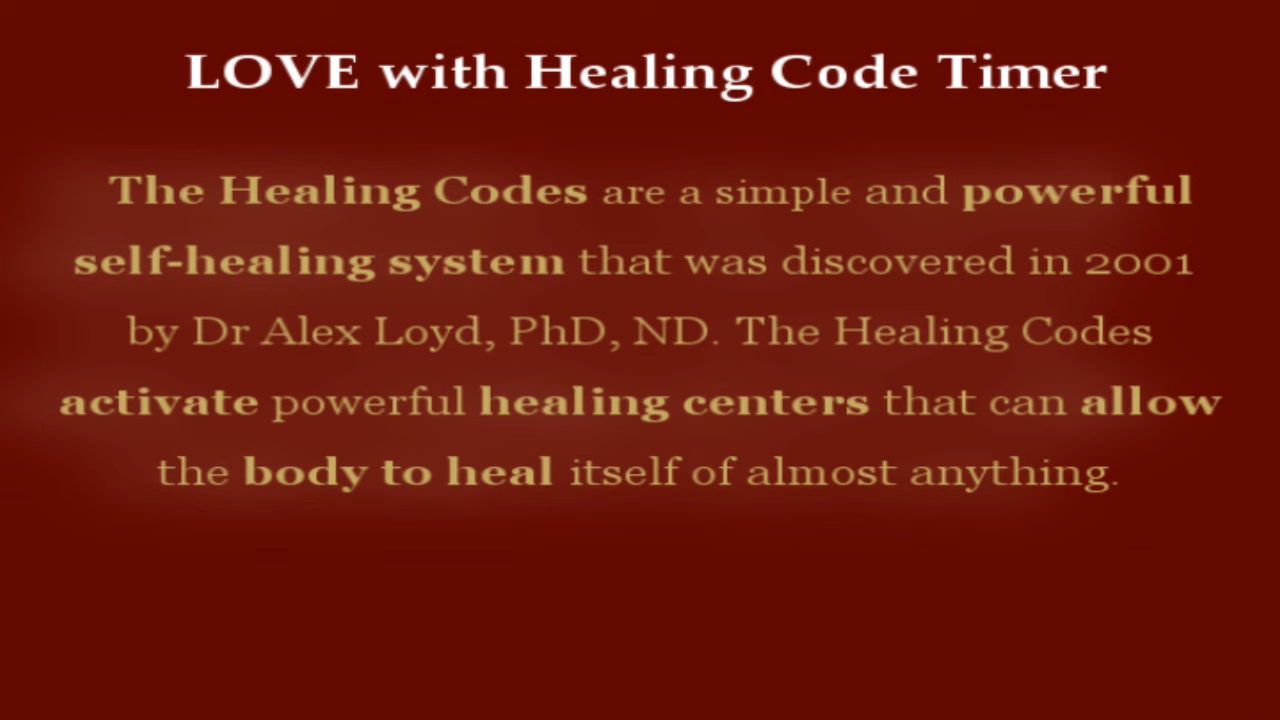 LOVE with Healing Code Timer
The Healing Codes are a simple and powerful
self-healing system that was discovered in 2001
by Dr Alex Loyd, PhD, ND. The Healing Codes
activate powerful healing centers that can allow
the body to heal itself of almost anything.